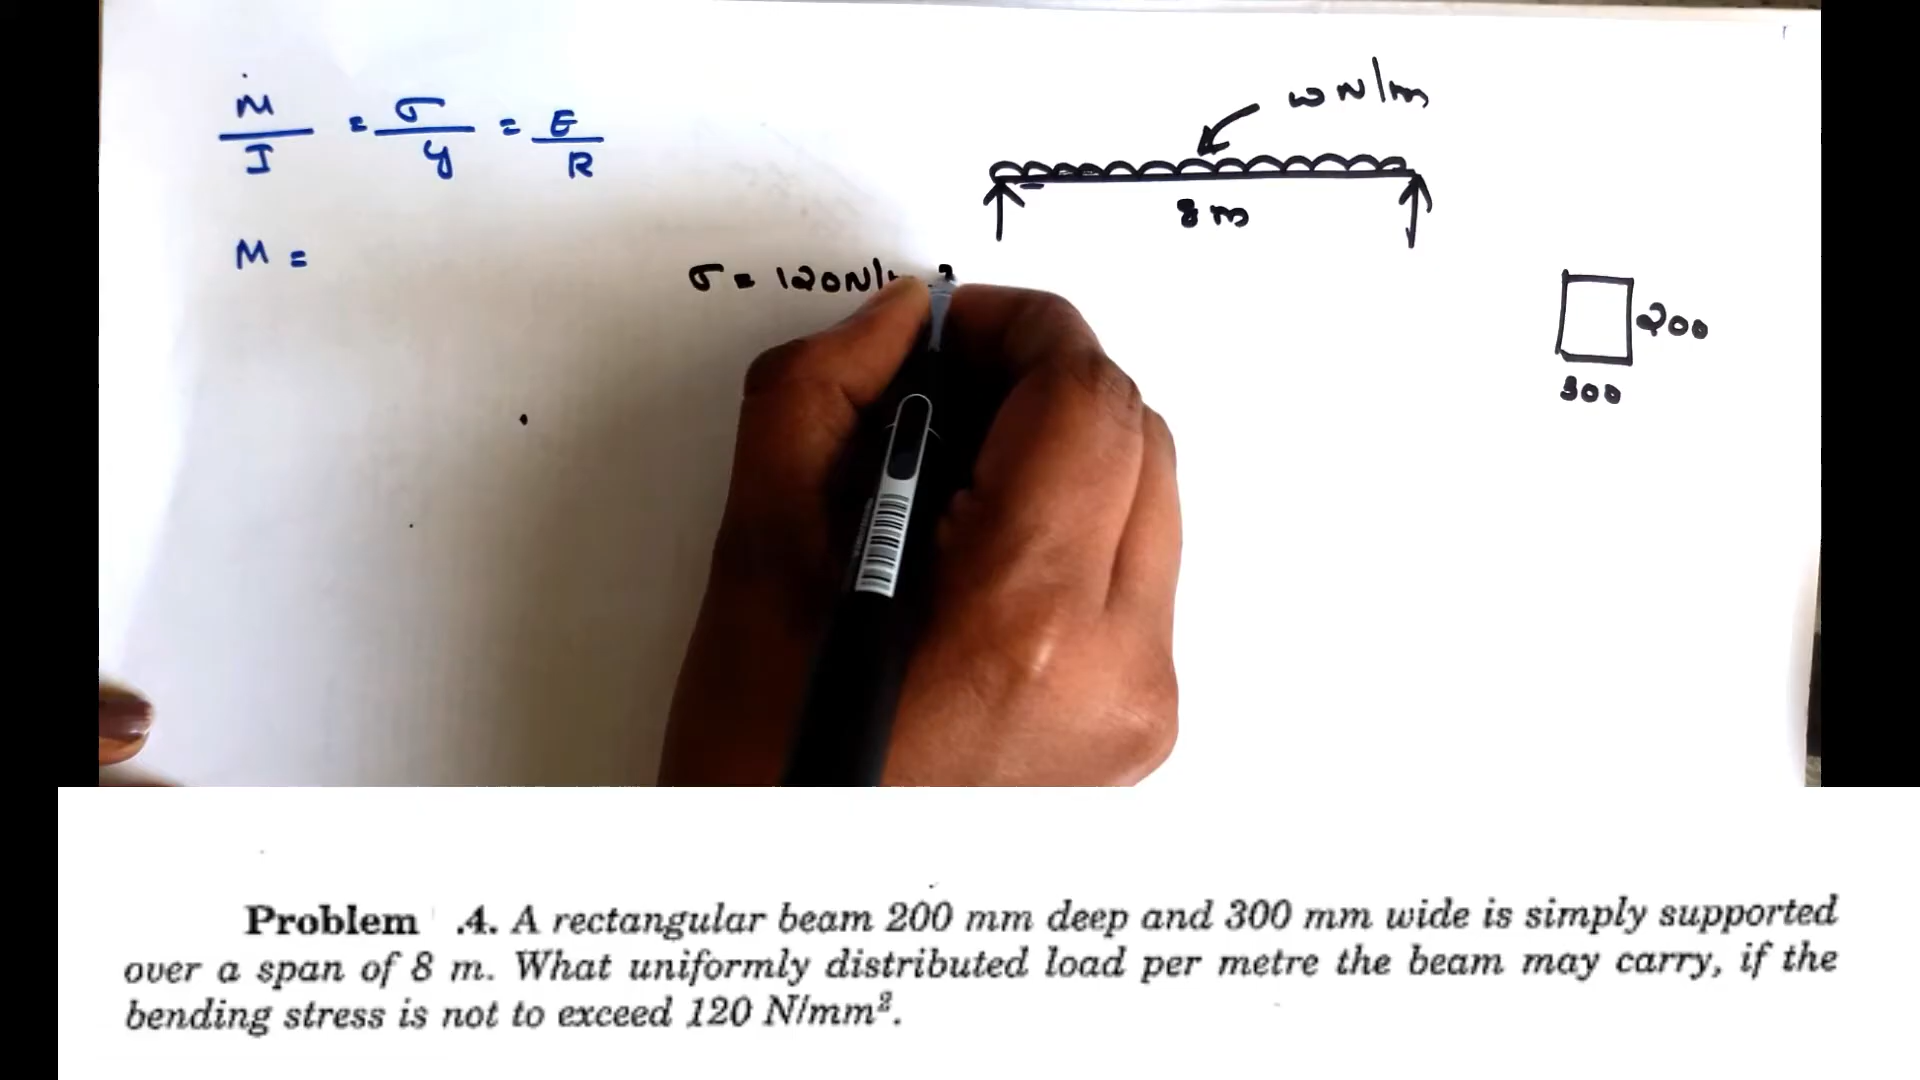 M/I = σ/y = E/R
M =
σ = 120N/
w N/m
8 m
200
300
Problem .4. A rectangular beam 200 mm deep and 300 mm wide is simply supported
over a span of 8 m. What uniformly distributed load per metre the beam may carry, if the
bending stress is not to exceed 120 N/mm².